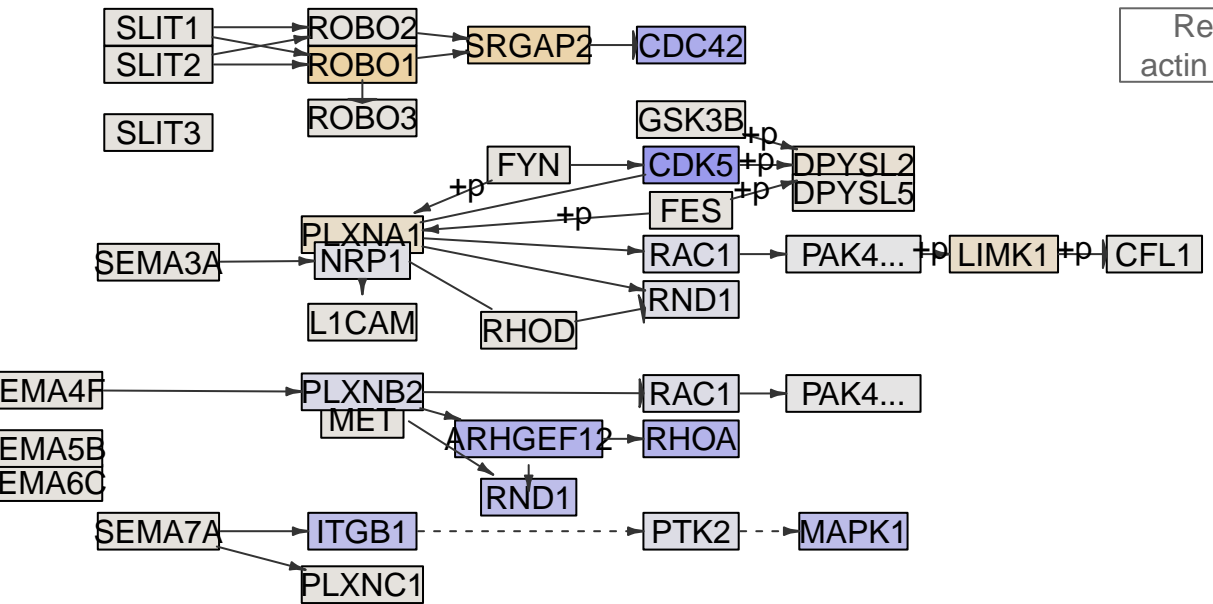 SLIT1
ROBO2
SRGAP2
CDC42
Re
SLIT2
ROBO1
actin
SLIT3
ROBO3
GSK3B
+p
FYN
CDK5
+p
DPYSL2
+p
+p
DPYSL5
FES
+p
PLXNA1
SEMA3A
NRP1
RAC1
PAK4...
+p
LIMK1
+p
CFL1
RND1
L1CAM
RHOD
EMA4F
PLXNB2
RAC1
PAK4...
MET
EMA5B
ARHGEF12
RHOA
EMA6C
RND1
SEMA7A
ITGB1
PTK2
MAPK1
PLXNC1